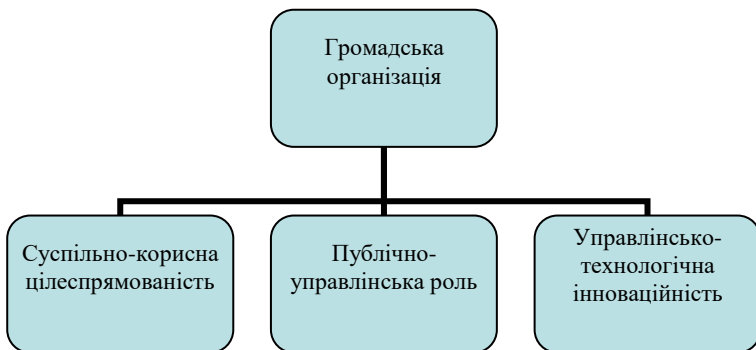 Громадська
організація
Суспільно-корисна
цілеспрямованість
Публічно-
управлінська роль
Управлінсько-
технологічна
інноваційність